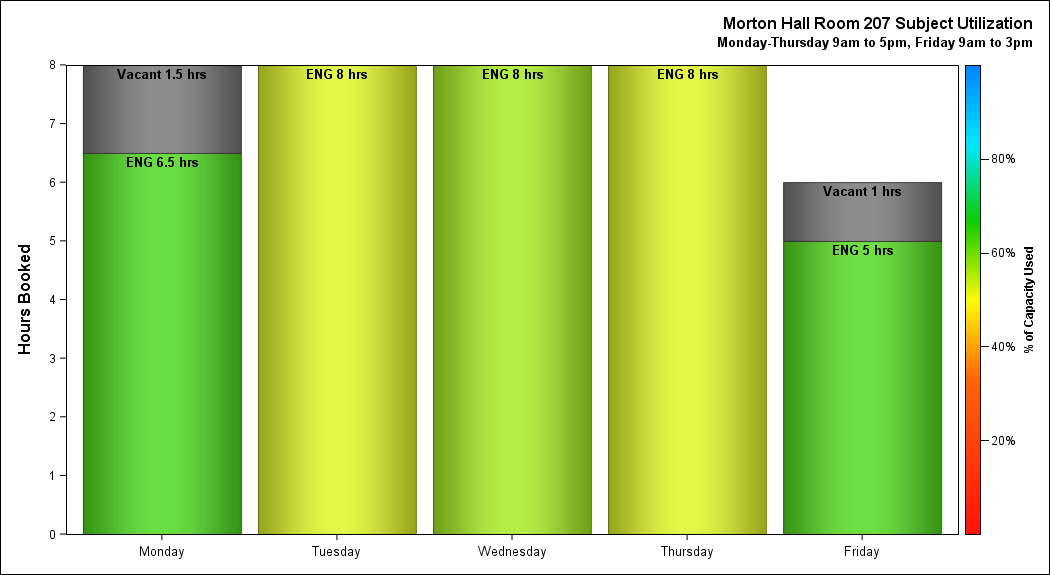 Morton Hall Room 207 Subject Utilization
Monday-Thursday 9am to 5pm, Friday 9am to 3pm
Hours Booked
8
7
6
5
4
3
2
1
0
Vacant 1.5 hrs
ENG 6.5 hrs
ENG 8 hrs
ENG 8 hrs
ENG 8 hrs
Vacant 1 hrs
ENG 5 hrs
Monday
Tuesday
Wednesday
Thursday
Friday
80%
60%
40%
20%
% of Capacity Used